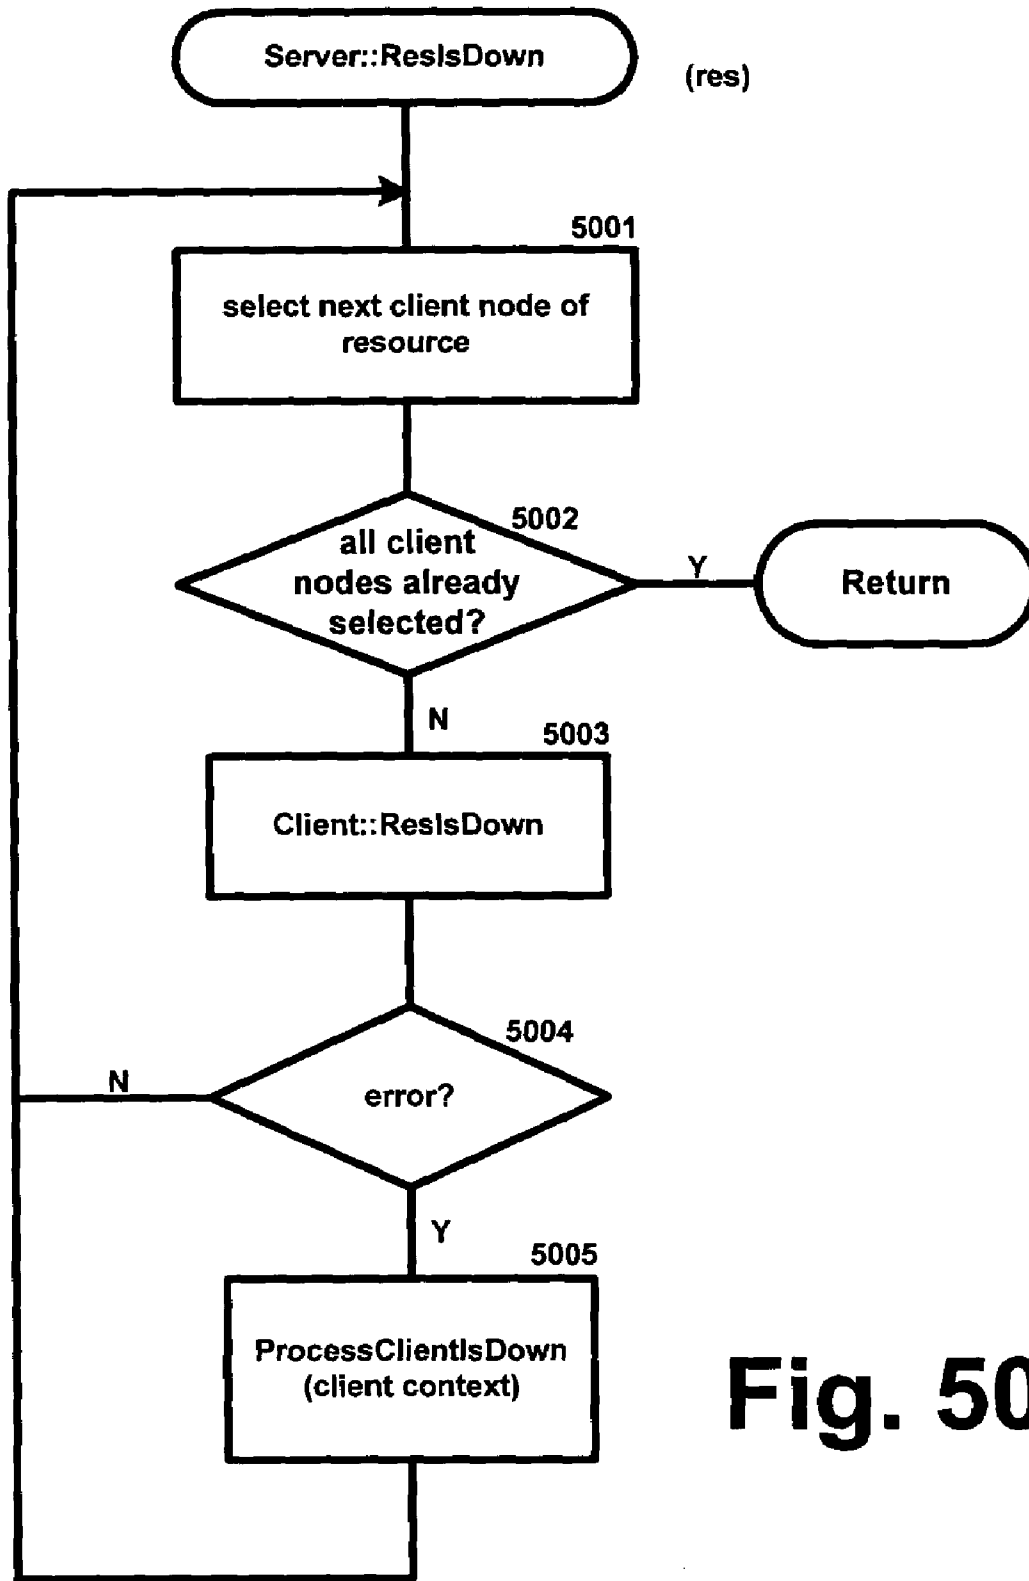 Server::ResIsDown
(res)
5001
select next client node of
resource
5002
all client
nodes already
selected?
Y
Return
N
5003
Client::ResIsDown
5004
error?
N
Y
5005
ProcessClientIsDown
(client context)
Fig. 50